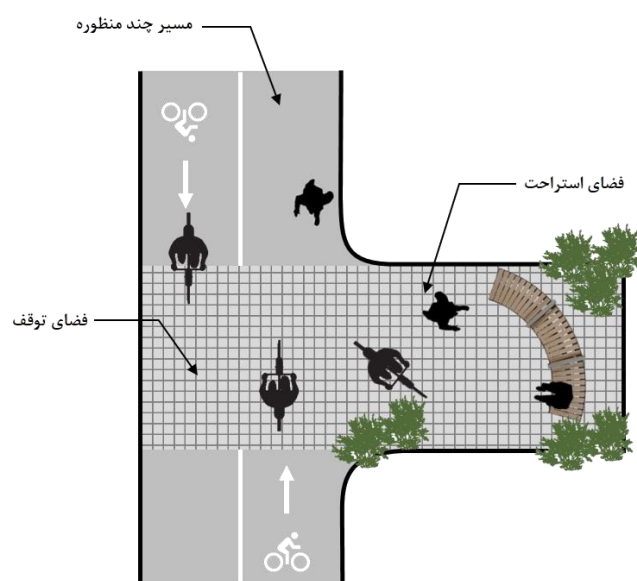 مسیر چند منظوره
فضای استراحت
فضای توقف